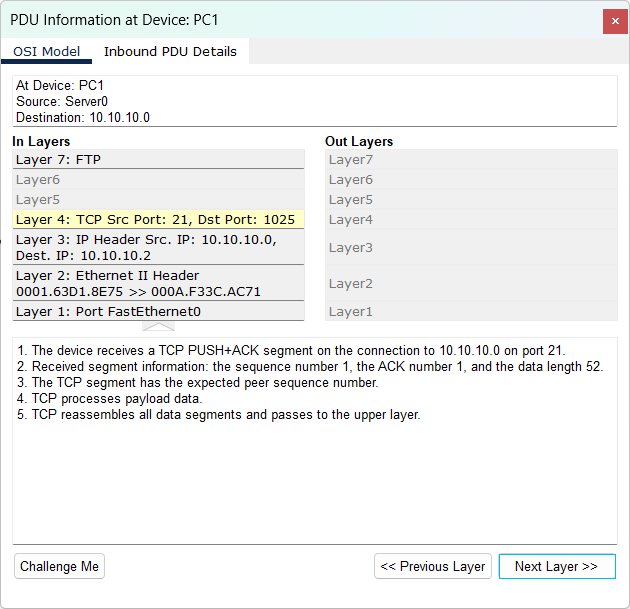 PDU Information at Device: PC1
OSI Model
Inbound PDU Details
At Device: PC1
Source: Server0
Destination: 10.10.10.0
In Layers
Layer 7: FTP
Layer6
Layer5
Layer 4: TCP Src Port: 21, Dst Port: 1025
Layer 3: IP Header Src. IP: 10.10.10.0,
Dest. IP: 10.10.10.2
Layer 2: Ethernet II Header
0001.63D1.8E75 >> 000A.F33C.AC71
Layer 1: Port FastEthernet0
Out Layers
Layer7
Layer6
Layer5
Layer4
Layer3
Layer2
Layer1
1. The device receives a TCP PUSH+ACK segment on the connection to 10.10.10.0 on port 21.
2. Received segment information: the sequence number 1, the ACK number 1, and the data length 52.
3. The TCP segment has the expected peer sequence number.
4. TCP processes payload data.
5. TCP reassembles all data segments and passes to the upper layer.
Challenge Me
<< Previous Layer
Next Layer >>